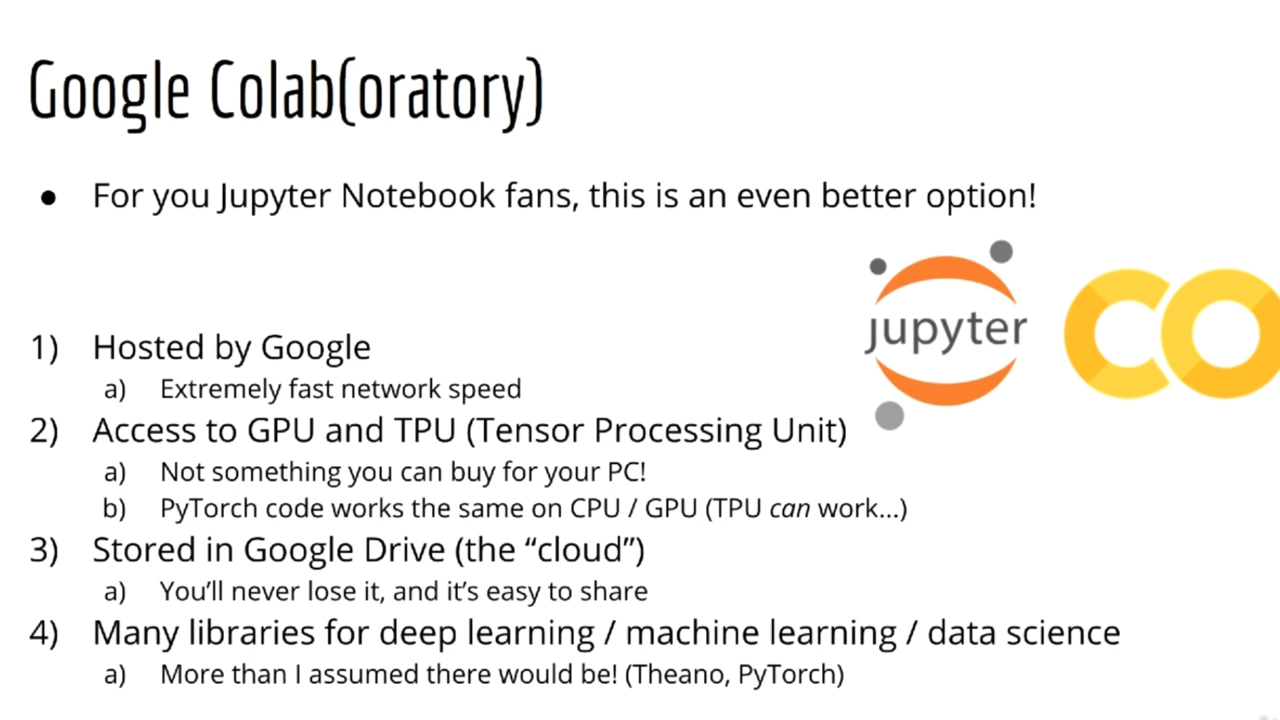 Google Colab(oratory)
● For you Jupyter Notebook fans, this is an even better option!
jupyter
CO
1) Hosted by Google
a) Extremely fast network speed
2) Access to GPU and TPU (Tensor Processing Unit)
a) Not something you can buy for your PC!
b) PyTorch code works the same on CPU / GPU (TPU can work...)
3) Stored in Google Drive (the “cloud”)
a) You’ll never lose it, and it’s easy to share
4) Many libraries for deep learning / machine learning / data science
a) More than I assumed there would be! (Theano, PyTorch)